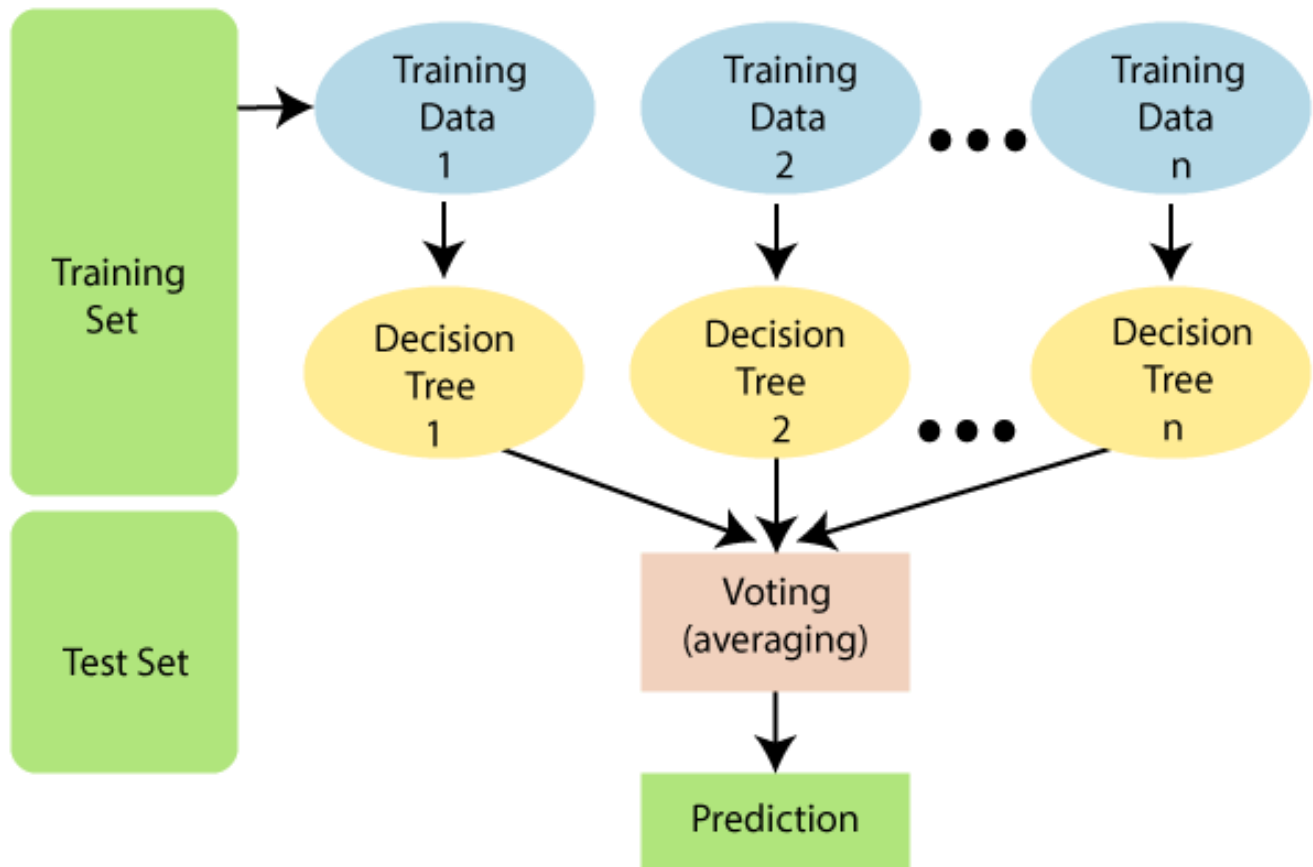 Training
Set
Test Set
Training
Data
1
Training
Data
2
Training
Data
n
Decision
Tree
1
Decision
Tree
2
Decision
Tree
n
Voting
(averaging)
Prediction